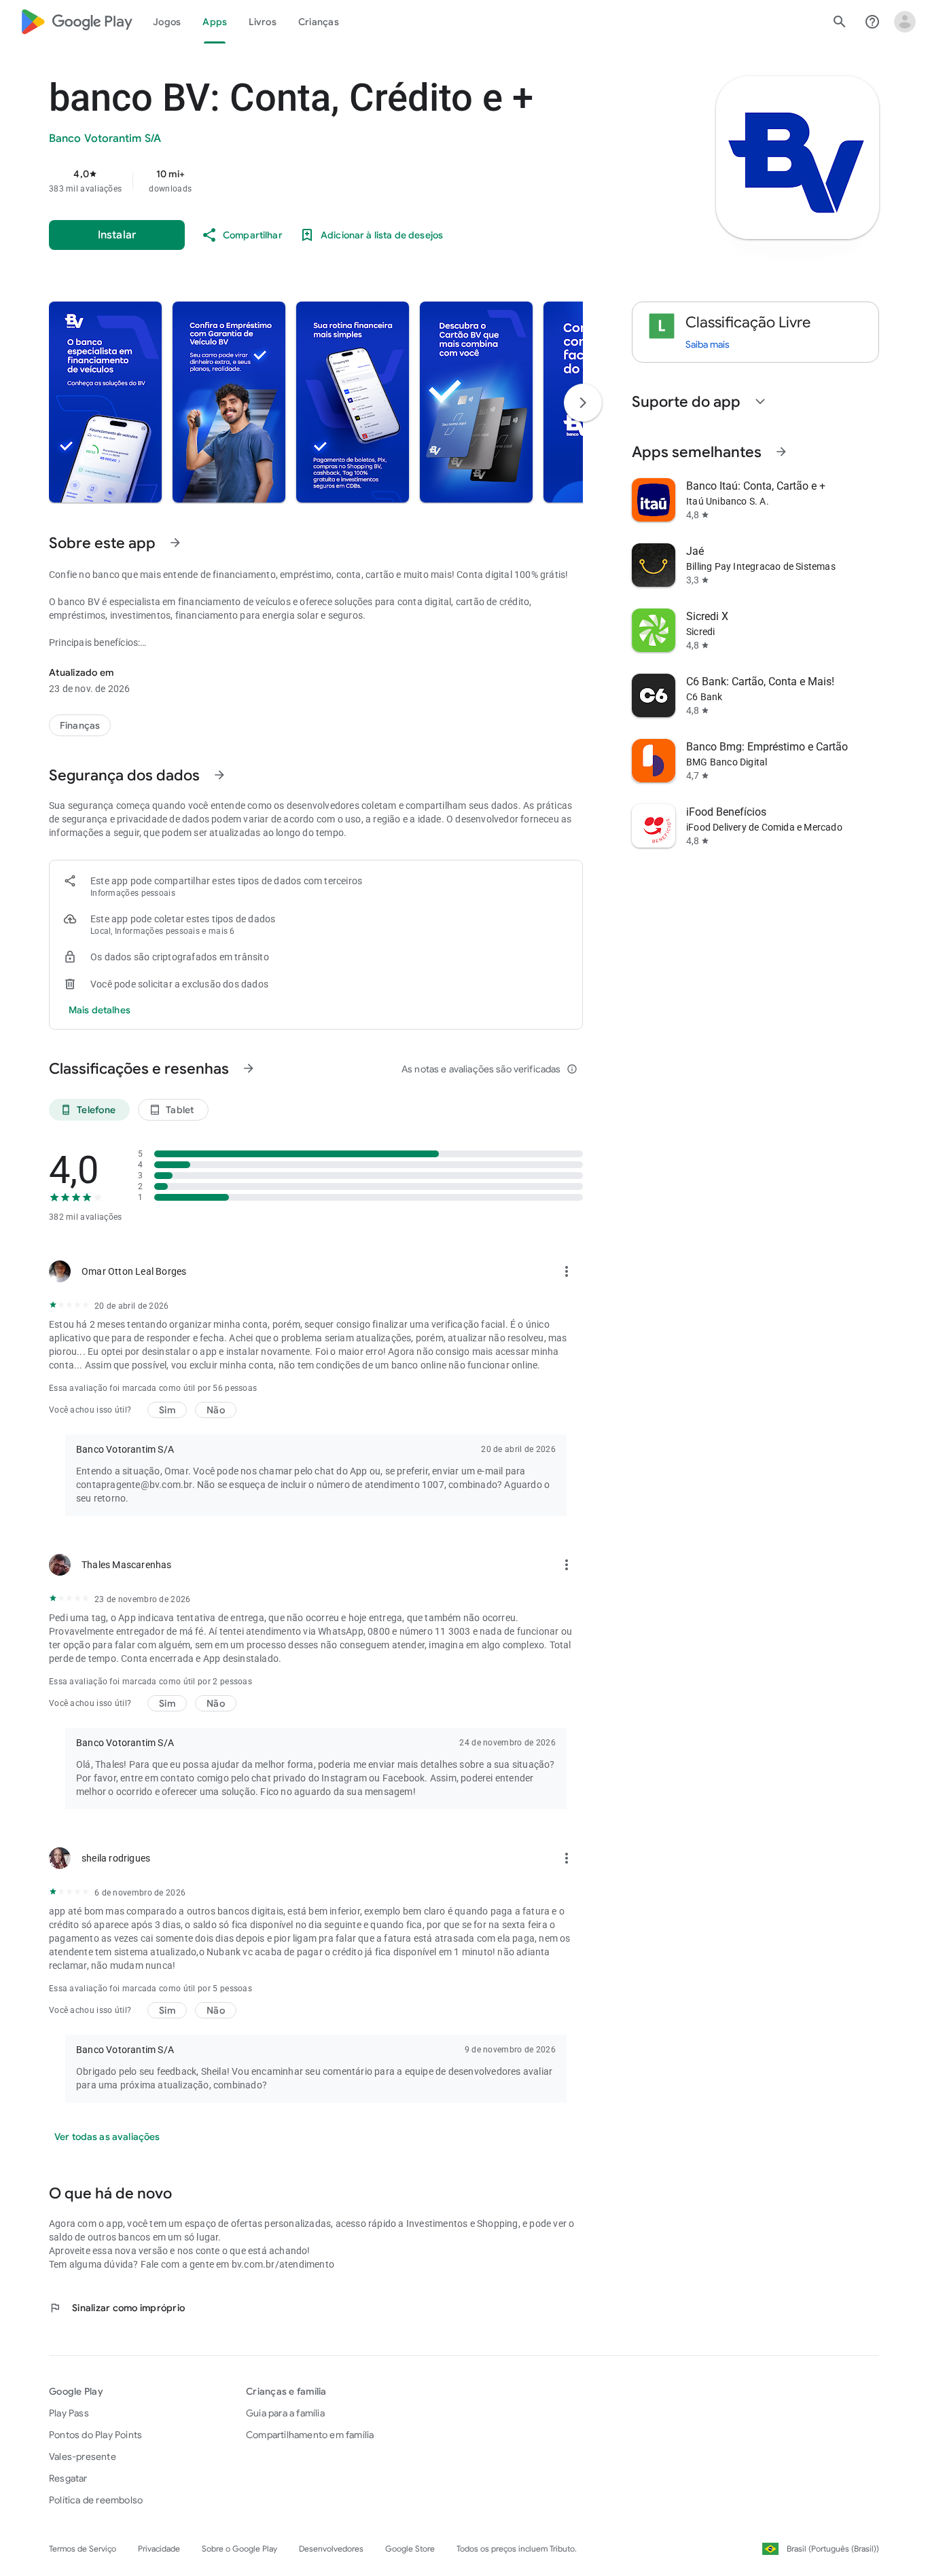 Google Play
Jogos
Apps
Livros
Crianças
banco BV: Conta, Crédito e +
Banco Votorantim S/A
4,0★
383 mil avaliações
10 mi+
downloads
Instalar
Compartilhar
Adicionar à lista de desejos
BV
O banco
especialista em
financiamento
de veículos
Conheça as soluções do BV
Confira o Empréstimo
com Garantia de
Veículo BV
Seu carro pode virar
dinheiro extra, e seus
planos, realidade.
Sua rotina financeira
mais simples
Pagamento de boletos, Pix,
compras no Shopping BV,
cashback, Tag 100%
gratuita e investimentos
seguros em CDBs.
Descubra o
Cartão BV que
mais combina
com você
L
Classificação Livre
Saiba mais
Suporte do app
Apps semelhantes
itaú
Banco Itaú: Conta, Cartão e +
Itaú Unibanco S. A.
4,8 ★
Jaé
Billing Pay Integracao de Sistemas
3,3 ★
Sicredi X
Sicredi
4,8 ★
C6
C6 Bank: Cartão, Conta e Mais!
C6 Bank
4,8 ★
Banco Bmg: Empréstimo e Cartão
BMG Banco Digital
4,7 ★
BENEFÍCIOS
iFood Benefícios
iFood Delivery de Comida e Mercado
4,8 ★
Sobre este app
Confie no banco que mais entende de financiamento, empréstimo, conta, cartão e muito mais! Conta digital 100% grátis!
O banco BV é especialista em financiamento de veículos e oferece soluções para conta digital, cartão de crédito,
empréstimos, investimentos, financiamento para energia solar e seguros.
Principais benefícios:...
Atualizado em
23 de nov. de 2026
Finanças
Segurança dos dados
Sua segurança começa quando você entende como os desenvolvedores coletam e compartilham seus dados. As práticas
de segurança e privacidade de dados podem variar de acordo com o uso, a região e a idade. O desenvolvedor forneceu as
informações a seguir, que podem ser atualizadas ao longo do tempo.
Este app pode compartilhar estes tipos de dados com terceiros
Informações pessoais
Este app pode coletar estes tipos de dados
Local, Informações pessoais e mais 6
Os dados são criptografados em trânsito
Você pode solicitar a exclusão dos dados
Mais detalhes
Classificações e resenhas
As notas e avaliações são verificadas
Telefone
Tablet
4,0
382 mil avaliações
5
4
3
2
1
Omar Otton Leal Borges
20 de abril de 2026
Estou há 2 meses tentando organizar minha conta, porém, sequer consigo finalizar uma verificação facial. É o único
aplicativo que para de responder e fecha. Achei que o problema seriam atualizações, porém, atualizar não resolveu, mas
piorou... Eu optei por desinstalar o app e instalar novamente. Foi o maior erro! Agora não consigo mais acessar minha
conta... Assim que possível, vou excluir minha conta, não tem condições de um banco online não funcionar online.
Essa avaliação foi marcada como útil por 56 pessoas
Você achou isso útil?
Sim
Não
Banco Votorantim S/A
20 de abril de 2026
Entendo a situação, Omar. Você pode nos chamar pelo chat do App ou, se preferir, enviar um e-mail para
contapragente@bv.com.br. Não se esqueça de incluir o número de atendimento 1007, combinado? Aguardo o
seu retorno.
Thales Mascarenhas
23 de novembro de 2026
Pedi uma tag, o App indicava tentativa de entrega, que não ocorreu e hoje entrega, que também não ocorreu.
Provavelmente entregador de má fé. Aí tentei atendimento via WhatsApp, 0800 e número 11 3003 e nada de funcionar ou
ter opção para falar com alguém, sem em um processo desses não conseguem atender, imagina em algo complexo. Total
perde de tempo. Conta encerrada e App desinstalado.
Essa avaliação foi marcada como útil por 2 pessoas
Você achou isso útil?
Sim
Não
Banco Votorantim S/A
24 de novembro de 2026
Olá, Thales! Para que eu possa ajudar da melhor forma, poderia me enviar mais detalhes sobre a sua situação?
Por favor, entre em contato comigo pelo chat privado do Instagram ou Facebook. Assim, poderei entender
melhor o ocorrido e oferecer uma solução. Fico no aguardo da sua mensagem!
sheila rodrigues
6 de novembro de 2026
app até bom mas comparado a outros bancos digitais, está bem inferior, exemplo bem claro é quando paga a fatura e o
crédito só aparece após 3 dias, o saldo só fica disponível no dia seguinte e quando fica, por que se for na sexta feira o
pagamento as vezes cai somente dois dias depois e pior ligam pra falar que a fatura está atrasada com ela paga, nem os
atendente tem sistema atualizado,o Nubank vc acaba de pagar o crédito já fica disponível em 1 minuto! não adianta
reclamar, não mudam nunca!
Essa avaliação foi marcada como útil por 5 pessoas
Você achou isso útil?
Sim
Não
Banco Votorantim S/A
9 de novembro de 2026
Obrigado pelo seu feedback, Sheila! Vou encaminhar seu comentário para a equipe de desenvolvedores avaliar
para uma próxima atualização, combinado?
Ver todas as avaliações
O que há de novo
Agora com o app, você tem um espaço de ofertas personalizadas, acesso rápido a Investimentos e Shopping, e pode ver o
saldo de outros bancos em um só lugar.
Aproveite essa nova versão e nos conte o que está achando!
Tem alguma dúvida? Fale com a gente em bv.com.br/atendimento
Sinalizar como impróprio
Google Play
Play Pass
Pontos do Play Points
Vales-presente
Resgatar
Política de reembolso
Crianças e família
Guia para a família
Compartilhamento em família
Termos de Serviço
Privacidade
Sobre o Google Play
Desenvolvedores
Google Store
Todos os preços incluem Tributo.
Brasil (Português (Brasil))